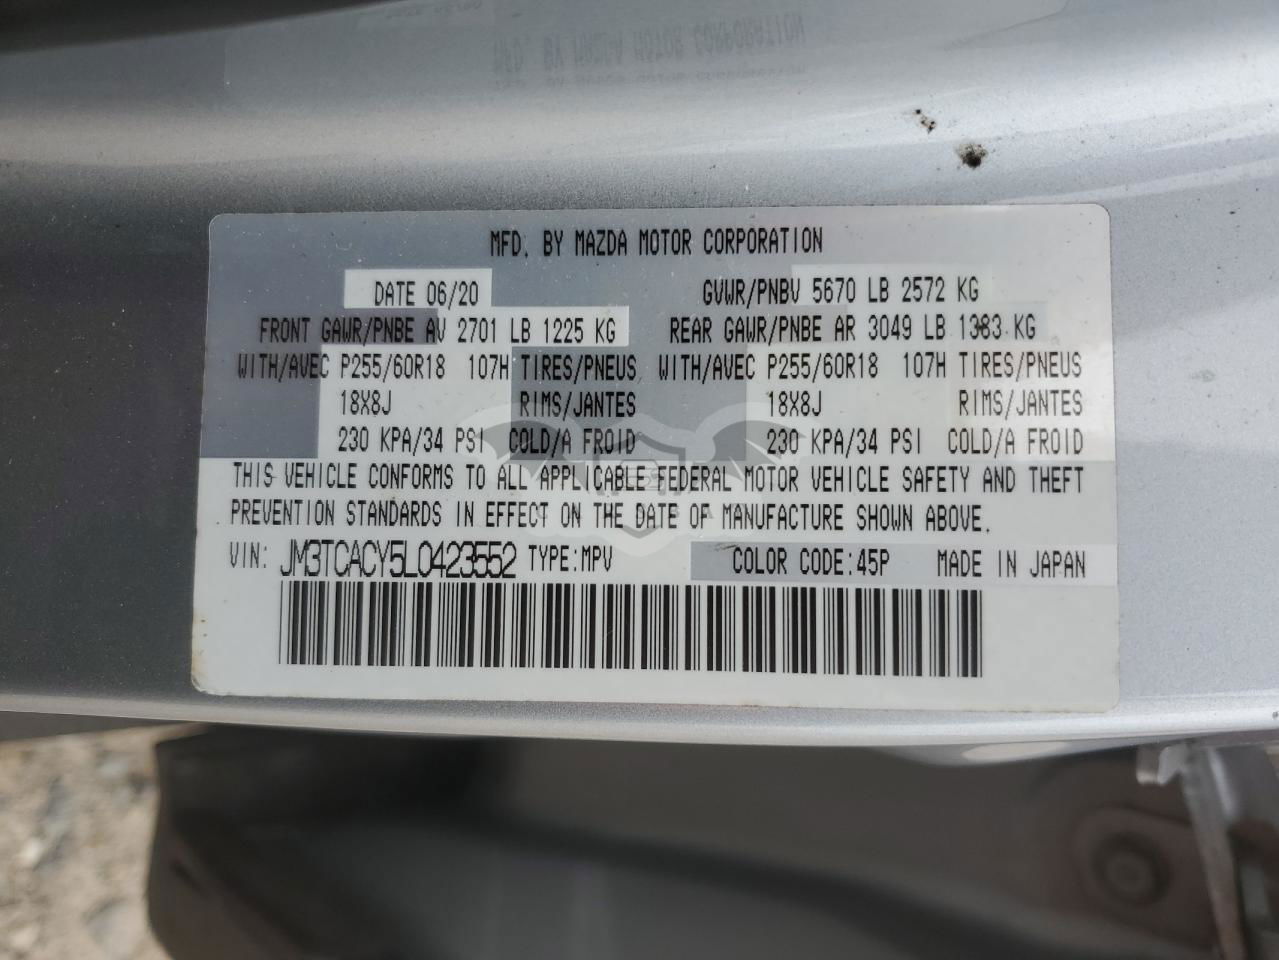 MFD. BY MAZDA MOTOR CORPORATION
DATE 06/20 GVWR/PNBV 5670 LB 2572 KG
FRONT GAWR/PNBE AV 2701 LB 1225 KG REAR GAWR/PNBE AR 3049 LB 1383 KG
WITH/AVEC P255/60R18 107H TIRES/PNEUS WITH/AVEC P255/60R18 107H TIRES/PNEUS
18X8J RIMS/JANTES 18X8J RIMS/JANTES
230 KPA/34 PSI COLD/A FROID 230 KPA/34 PSI COLD/A FROID
THIS VEHICLE CONFORMS TO ALL APPLICABLE FEDERAL MOTOR VEHICLE SAFETY AND THEFT
PREVENTION STANDARDS IN EFFECT ON THE DATE OF MANUFACTURE SHOWN ABOVE.
VIN: JM3TCACY5L0423552 TYPE:MPV COLOR CODE:45P MADE IN JAPAN